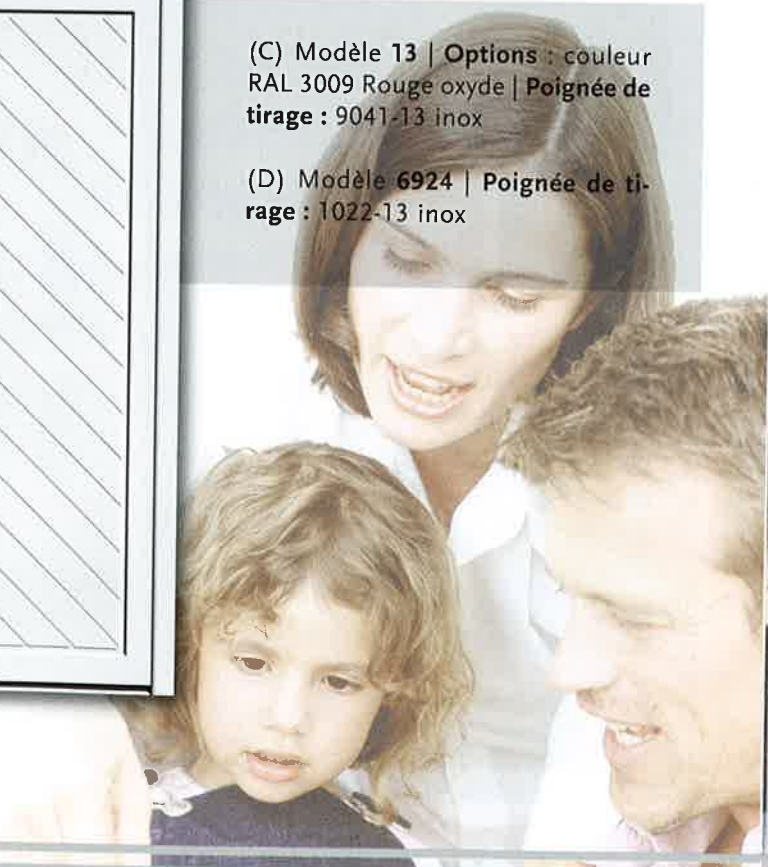 (C) Modèle 13 | Options : couleur
RAL 3009 Rouge oxyde | Poignée de
tirage : 9041-13 inox
(D) Modèle 6924 | Poignée de ti-
rage : 1022-13 inox